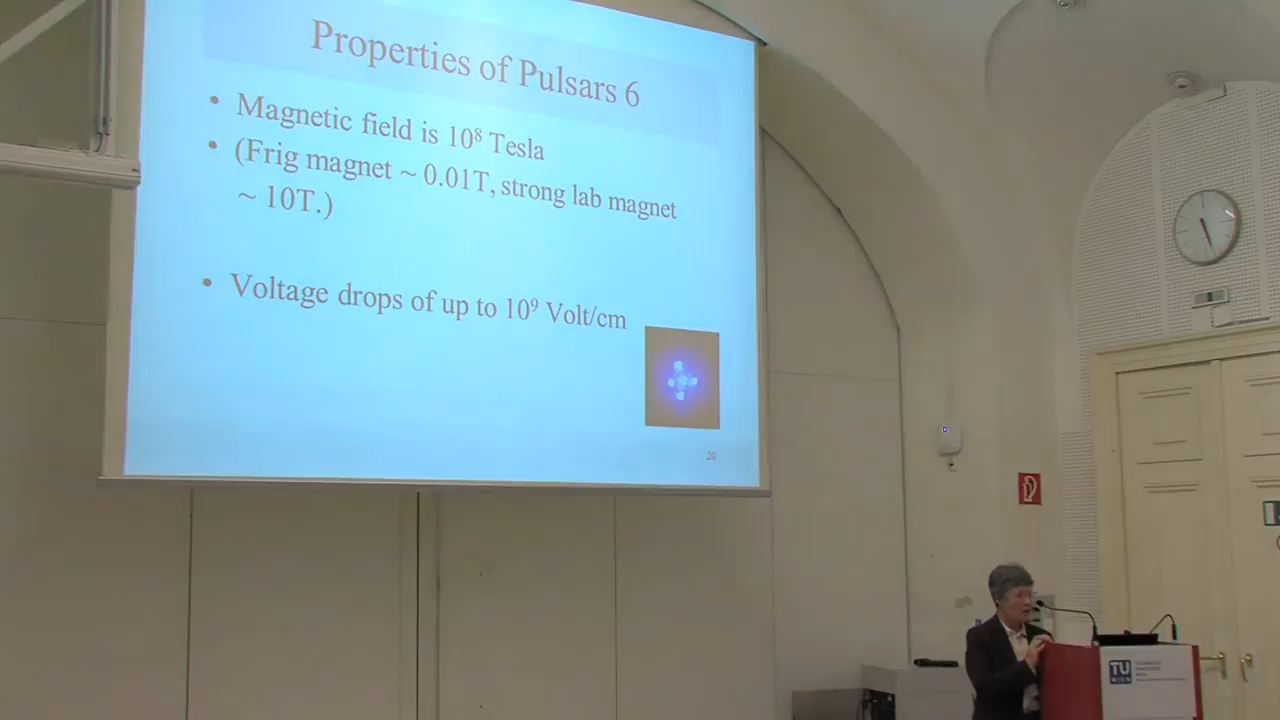 Properties of Pulsars 6
• Magnetic field is 10⁸ Tesla
• (Frig magnet ~ 0.01T, strong lab magnet
~ 10T.)
• Voltage drops of up to 10⁹ Volt/cm
20
TU
WIEN